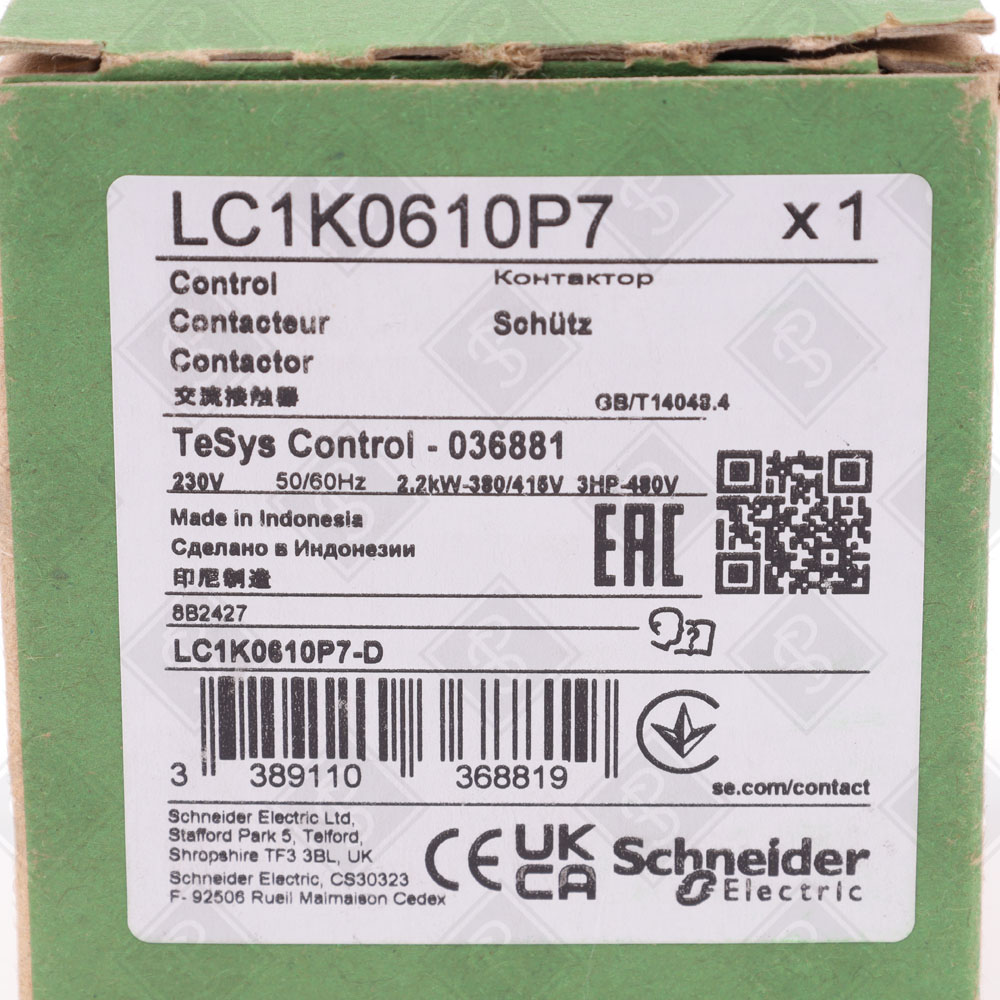 LC1K0610P7 x 1
Control Контактор
Contacteur Schütz
Contactor
交流接触器 GB/T14048.4
TeSys Control - 036881
230V 50/60Hz 2,2kW-380/415V 3HP-480V
Made in Indonesia
Сделано в Индонезии
印尼制造
EAC
8B2427
LC1K0610P7-D
3 389110 368819
se.com/contact
Schneider Electric Ltd,
Stafford Park 5, Telford,
Shropshire TF3 3BL, UK
Schneider Electric, CS30323
F- 92506 Rueil Malmaison Cedex
CE UK
CA
Schneider
Electric